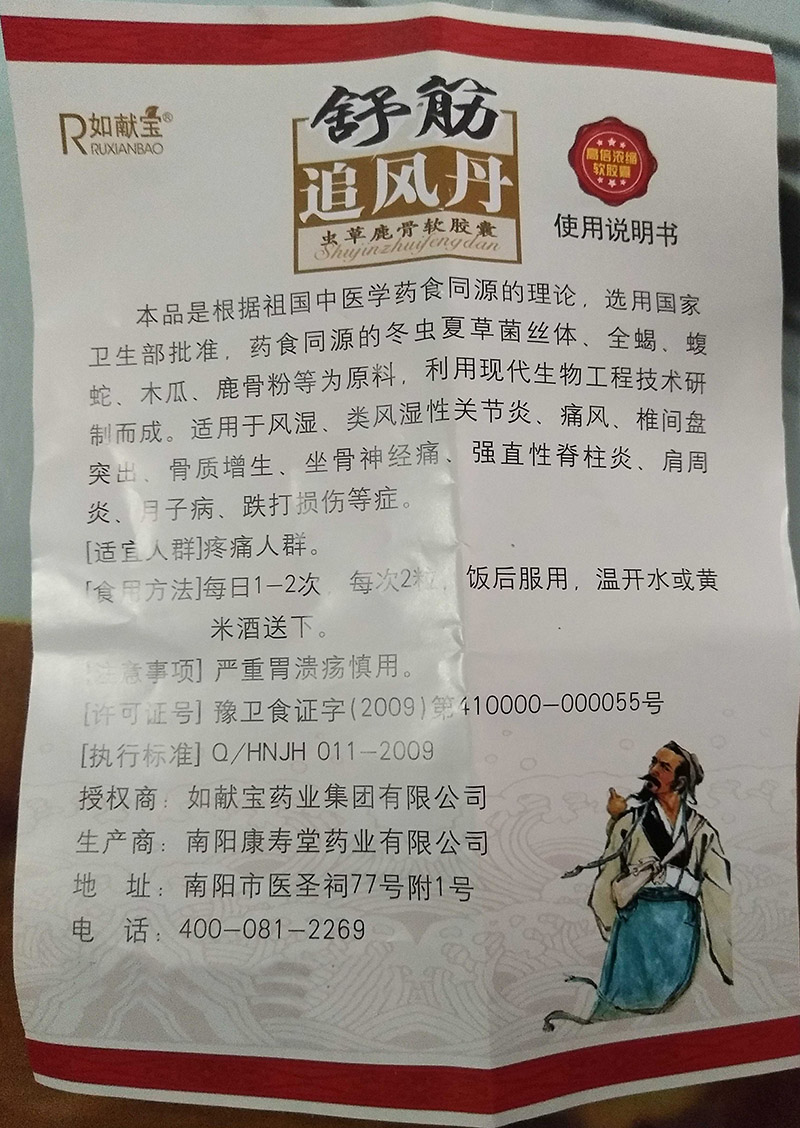 R如献宝®
RUXIANBAO
舒筋
追风丹
虫草鹿骨软胶囊
Shujinzhuifengdan
高倍浓缩
软胶囊
使用说明书
本品是根据祖国中医学药食同源的理论，选用国家
卫生部批准，药食同源的冬虫夏草菌丝体、全蝎、蝮
蛇、木瓜、鹿骨粉等为原料，利用现代生物工程技术研
制而成。适用于风湿、类风湿性关节炎、痛风、椎间盘
突出、骨质增生、坐骨神经痛、强直性脊柱炎、肩周
炎、月子病、跌打损伤等症。
[适宜人群]疼痛人群。
[食用方法]每日1-2次，每次2粒，饭后服用，温开水或黄
米酒送下。
[注意事项] 严重胃溃疡慎用。
[许可证号] 豫卫食证字(2009)第410000-000055号
[执行标准] Q/HNJH 011-2009
授权商：如献宝药业集团有限公司
生产商：南阳康寿堂药业有限公司
地 址：南阳市医圣祠77号附1号
电 话：400-081-2269